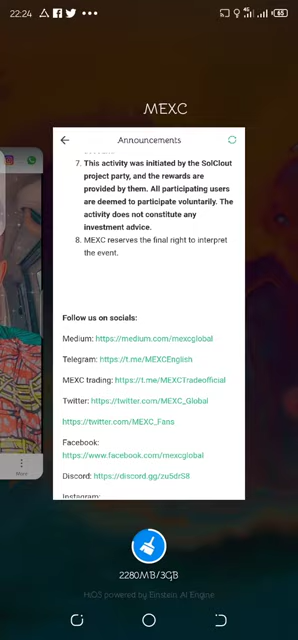 22:24
4G
65
MEXC
Announcements
7. This activity was initiated by the SolClout
project party, and the rewards are
provided by them. All participating users
are deemed to participate voluntarily. The
activity does not constitute any
investment advice.
8. MEXC reserves the final right to interpret
the event.
Follow us on socials:
Medium: https://medium.com/mexcglobal
Telegram: https://t.me/MEXCEnglish
MEXC trading: https://t.me/MEXCTradeofficial
Twitter: https://twitter.com/MEXC_Global
https://twitter.com/MEXC_Fans
Facebook:
https://www.facebook.com/mexcglobal
Discord: https://discord.gg/zu5drS8
Instagram:
More
2280MB/3GB
HiOS powered by Einstein AI Engine